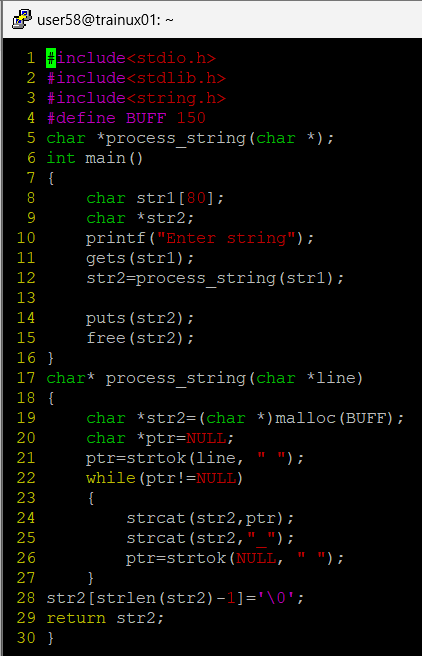 user58@trainux01: ~
1 #include<stdio.h>
2 #include<stdlib.h>
3 #include<string.h>
4 #define BUFF 150
5 char *process_string(char *);
6 int main()
7 {
8     char str1[80];
9     char *str2;
10     printf("Enter string");
11     gets(str1);
12     str2=process_string(str1);
13
14     puts(str2);
15     free(str2);
16 }
17 char* process_string(char *line)
18 {
19     char *str2=(char *)malloc(BUFF);
20     char *ptr=NULL;
21     ptr=strtok(line, " ");
22     while(ptr!=NULL)
23     {
24         strcat(str2,ptr);
25         strcat(str2,"_");
26         ptr=strtok(NULL, " ");
27     }
28 str2[strlen(str2)-1]='\0';
29 return str2;
30 }